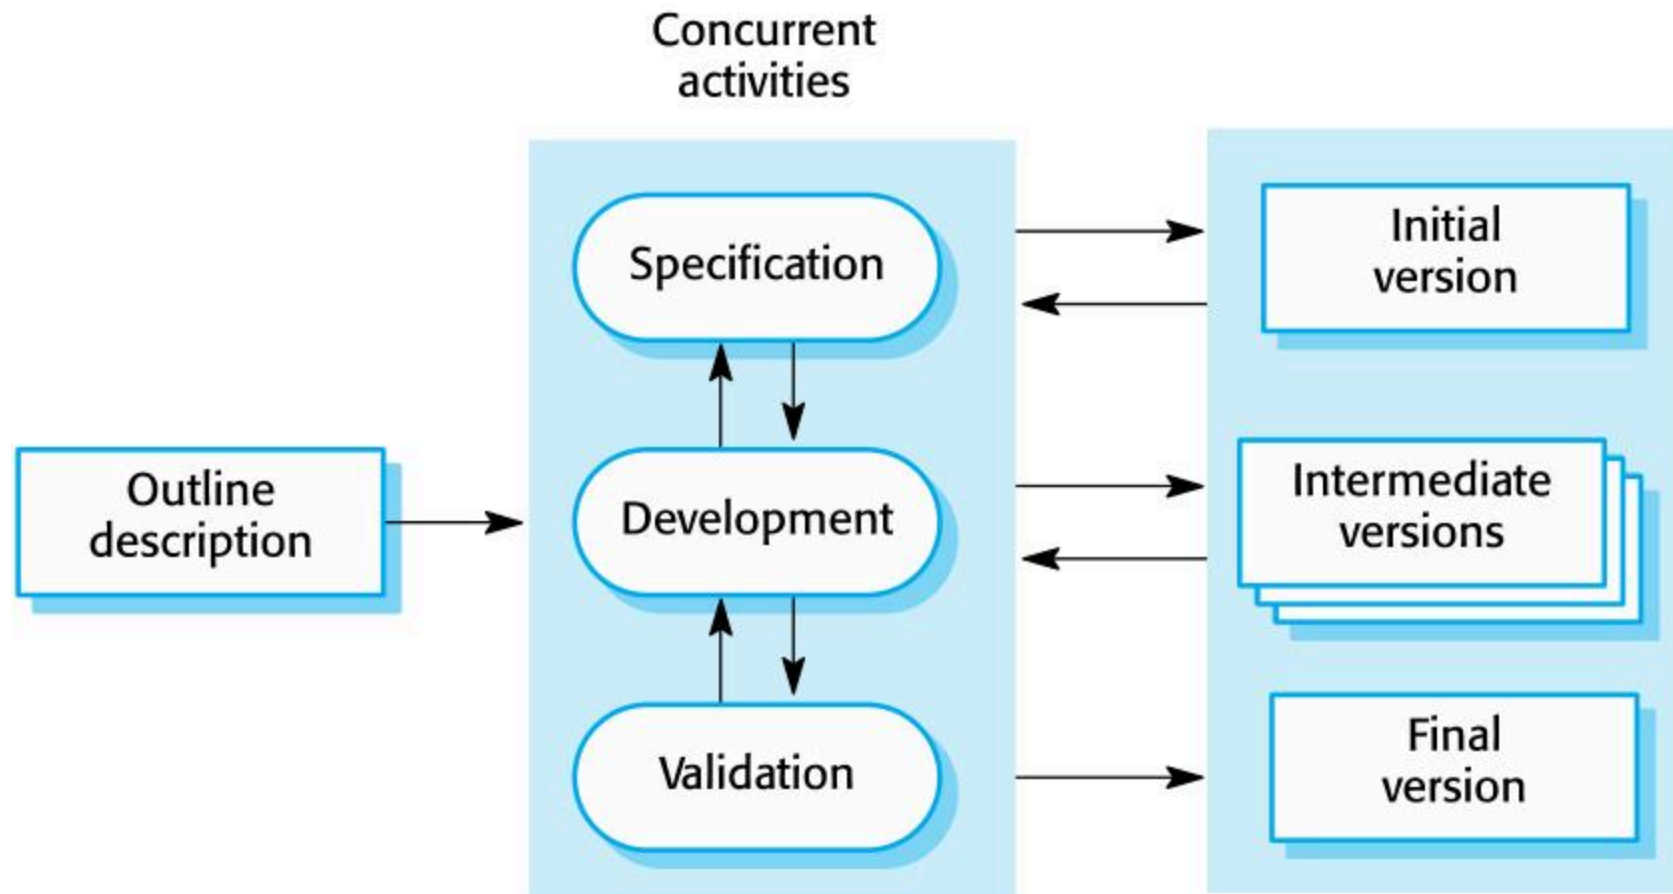 Concurrent
activities
Outline
description
Specification
Development
Validation
Initial
version
Intermediate
versions
Final
version